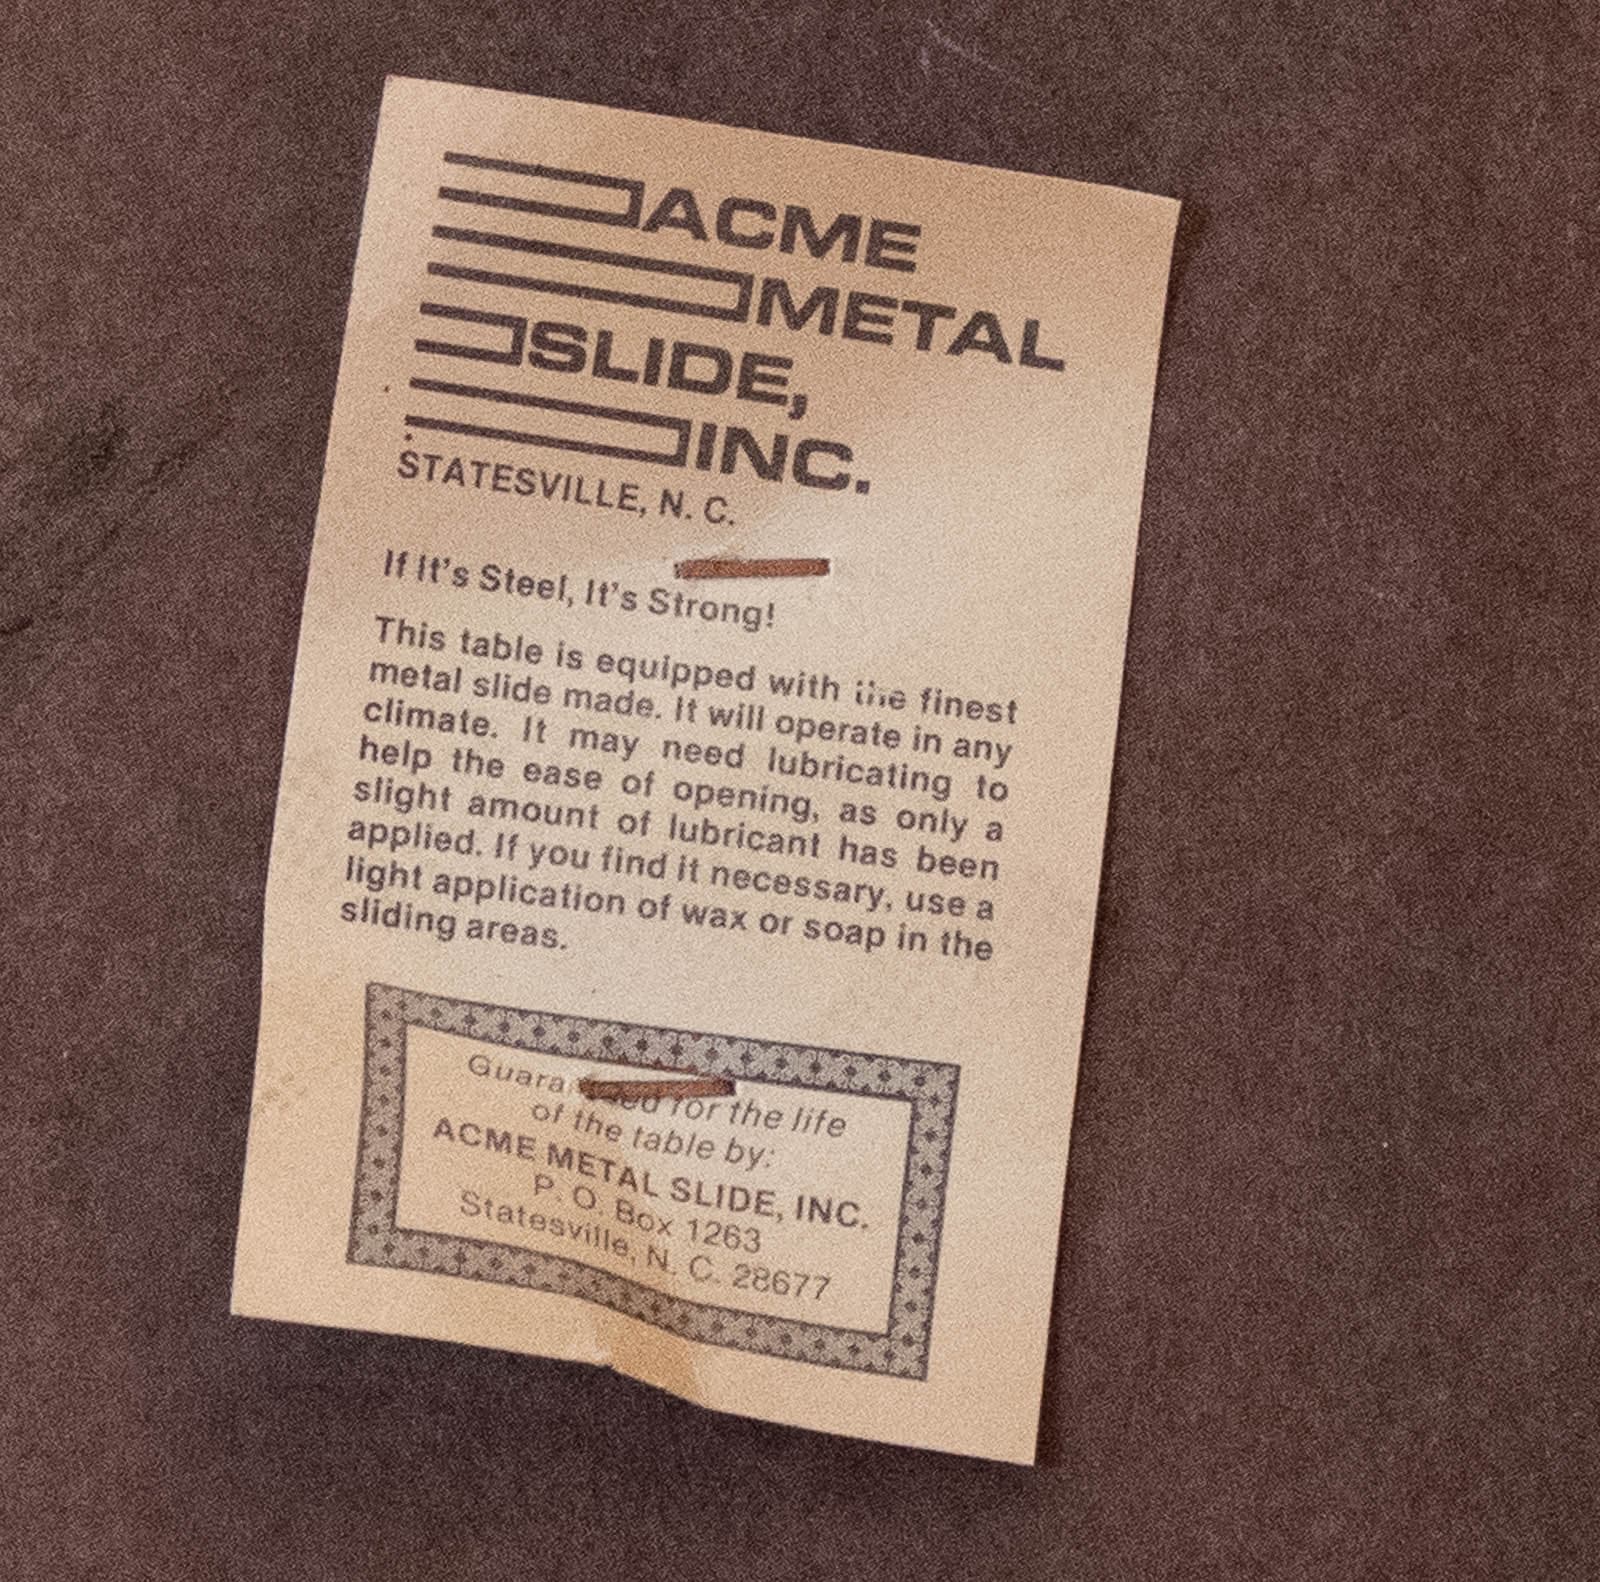 ACME
METAL
SLIDE,
INC.
STATESVILLE, N. C.
If It's Steel, It's Strong!
This table is equipped with the finest
metal slide made. It will operate in any
climate. It may need lubricating to
help the ease of opening, as only a
slight amount of lubricant has been
applied. If you find it necessary, use a
light application of wax or soap in the
sliding areas.
for the life
of the table by:
ACME METAL SLIDE, INC.
P. O. Box 1263
Statesville, N. C. 28677